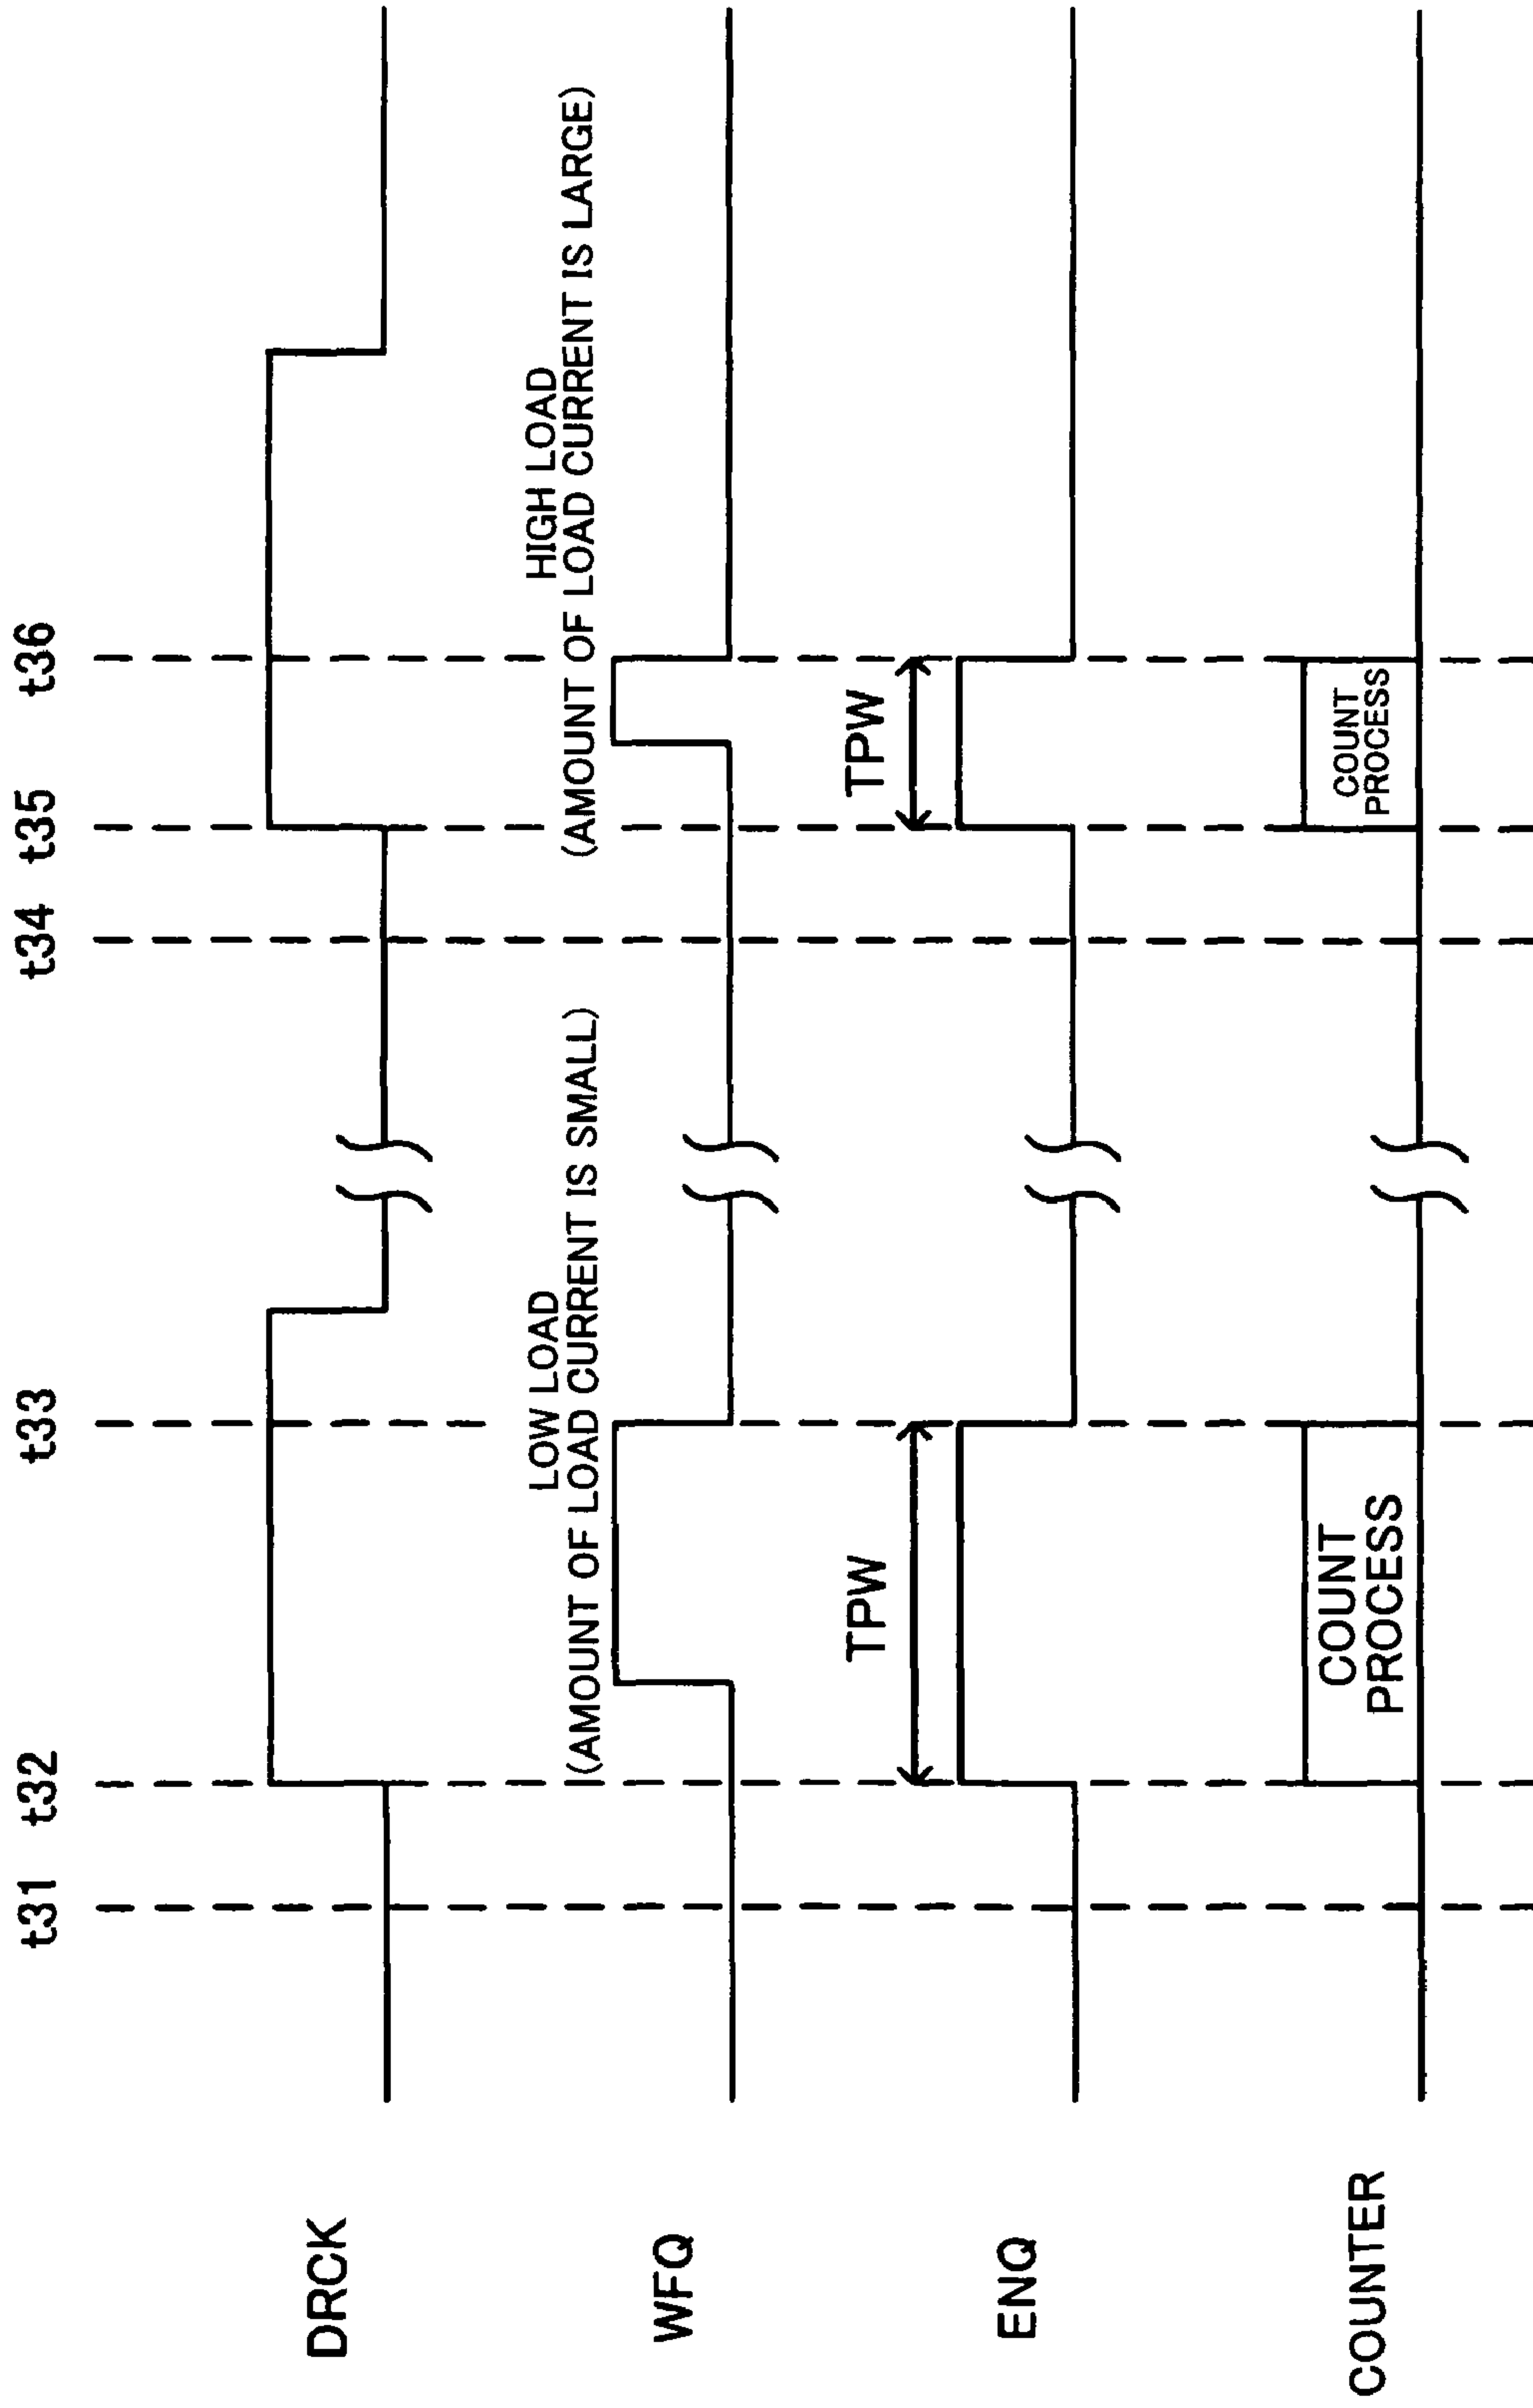 t31
t32
t33
t34
t35
t36
DRCK
LOW LOAD
(AMOUNT OF LOAD CURRENT IS SMALL)
HIGH LOAD
(AMOUNT OF LOAD CURRENT IS LARGE)
WFQ
TPW
TPW
ENQ
COUNT
PROCESS
COUNT
PROCESS
COUNTER